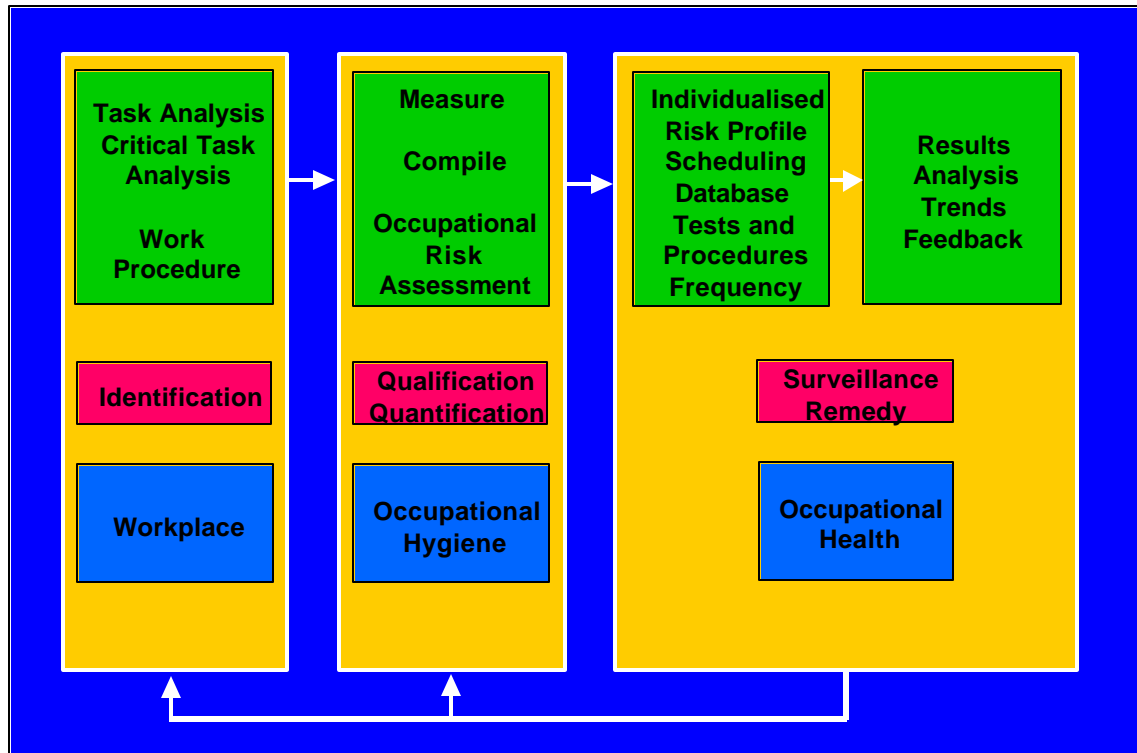 Task Analysis
Critical Task
Analysis
Work
Procedure
Identification
Workplace
Measure
Compile
Occupational
Risk
Assessment
Qualification
Quantification
Occupational
Hygiene
Individualised
Risk Profile
Scheduling
Database
Tests and
Procedures
Frequency
Results
Analysis
Trends
Feedback
Surveillance
Remedy
Occupational
Health